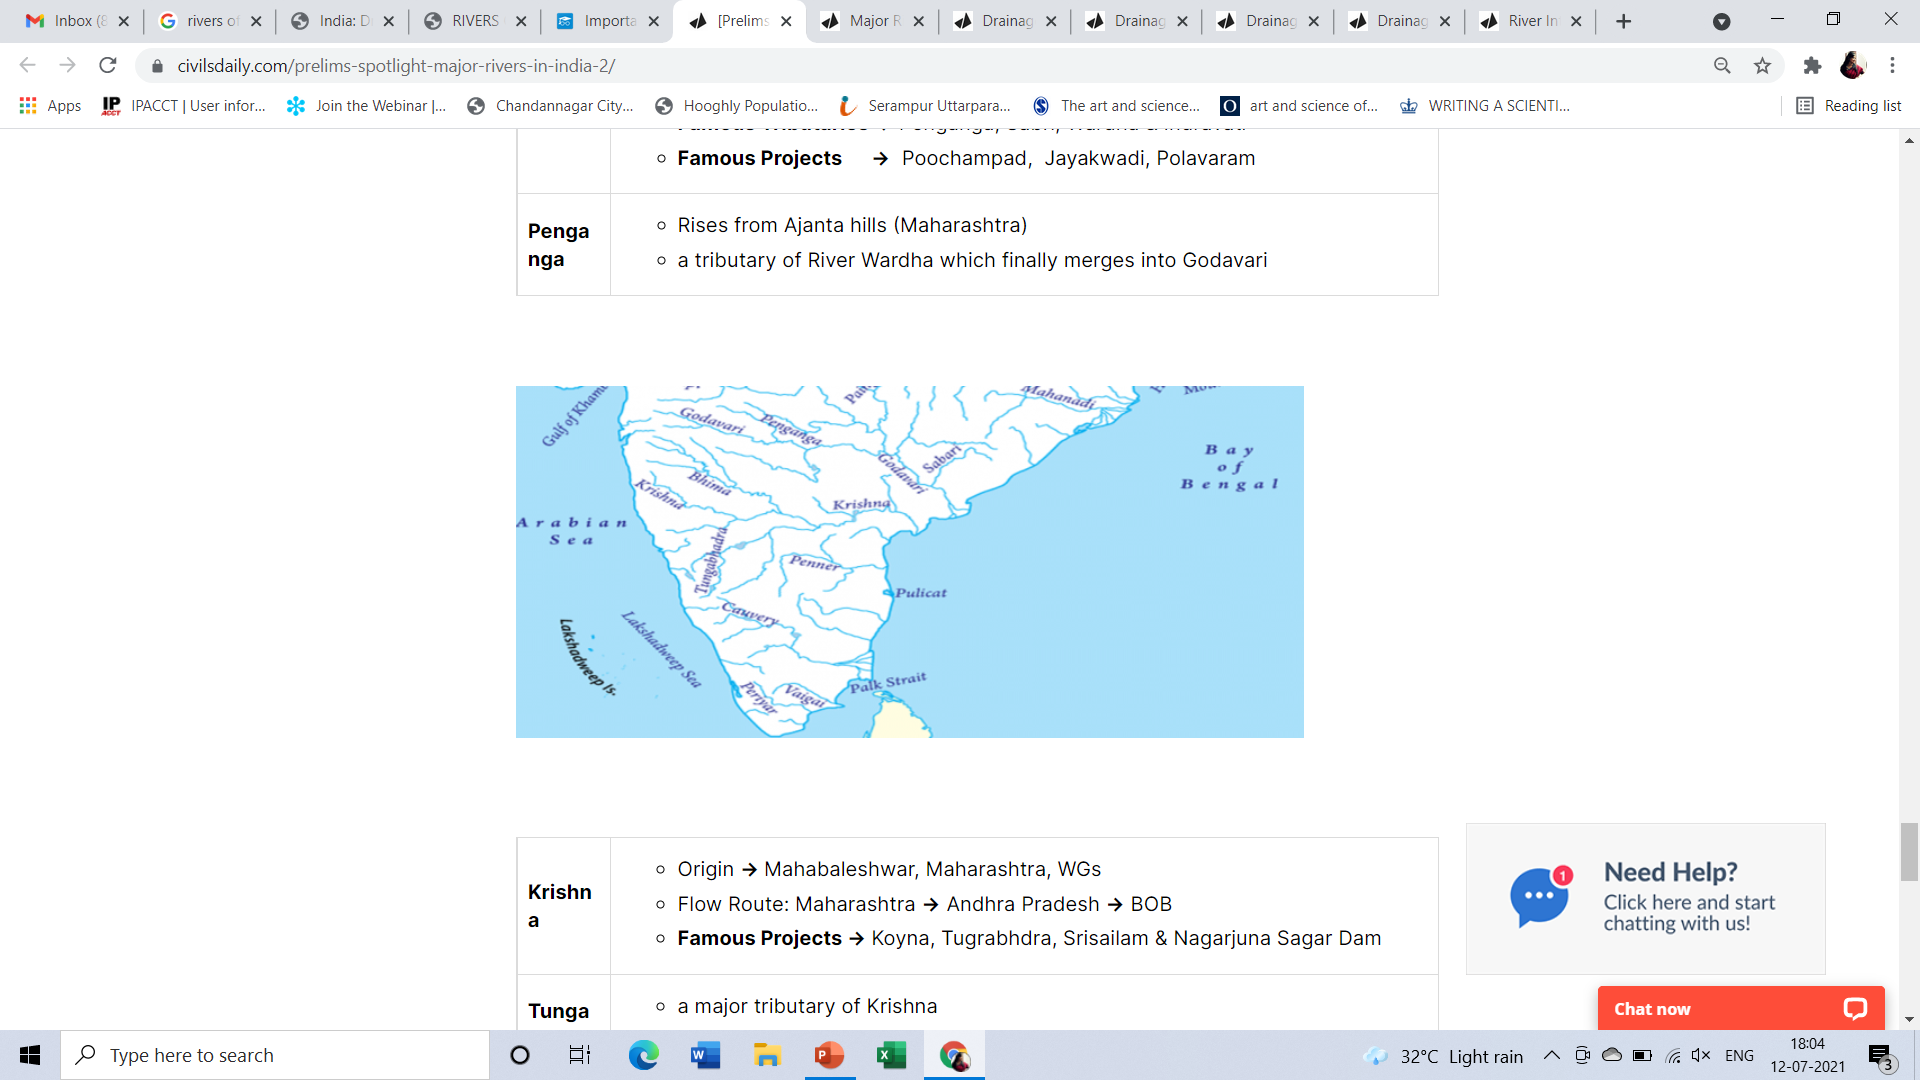 Inbox (8
rivers of
India: D
RIVERS
Importa
[Prelims
Major R
Drainag
Drainag
Drainag
Drainag
River In
civilsdaily.com/prelims-spotlight-major-rivers-in-india-2/
Apps
IPACCT | User infor...
Join the Webinar |...
Chandannagar City...
Hooghly Populatio...
Serampur Uttarpara...
The art and science...
art and science of...
WRITING A SCIENTI...
Reading list
Famous Projects → Poochampad, Jayakwadi, Polavaram
Penga
nga
Rises from Ajanta hills (Maharashtra)
a tributary of River Wardha which finally merges into Godavari
Gulf of Kham
Mahanadi
Godavari
Penganga
Bay
of
Bengal
Godavari
Sabari
Bhima
Krishna
Krishna
Arabian
Sea
Tungabhadra
Penner
Pulicat
Cauvery
Lakshadweep Is.
Lakshadweep Sea
Periyar
Vaigai
Palk Strait
Krishn
a
Origin → Mahabaleshwar, Maharashtra, WGs
Flow Route: Maharashtra → Andhra Pradesh → BOB
Famous Projects → Koyna, Tugrabhdra, Srisailam & Nagarjuna Sagar Dam
Tunga
a major tributary of Krishna
1
Need Help?
Click here and start
chatting with us!
Chat now
Type here to search
32°C Light rain
ENG
18:04
12-07-2021
3